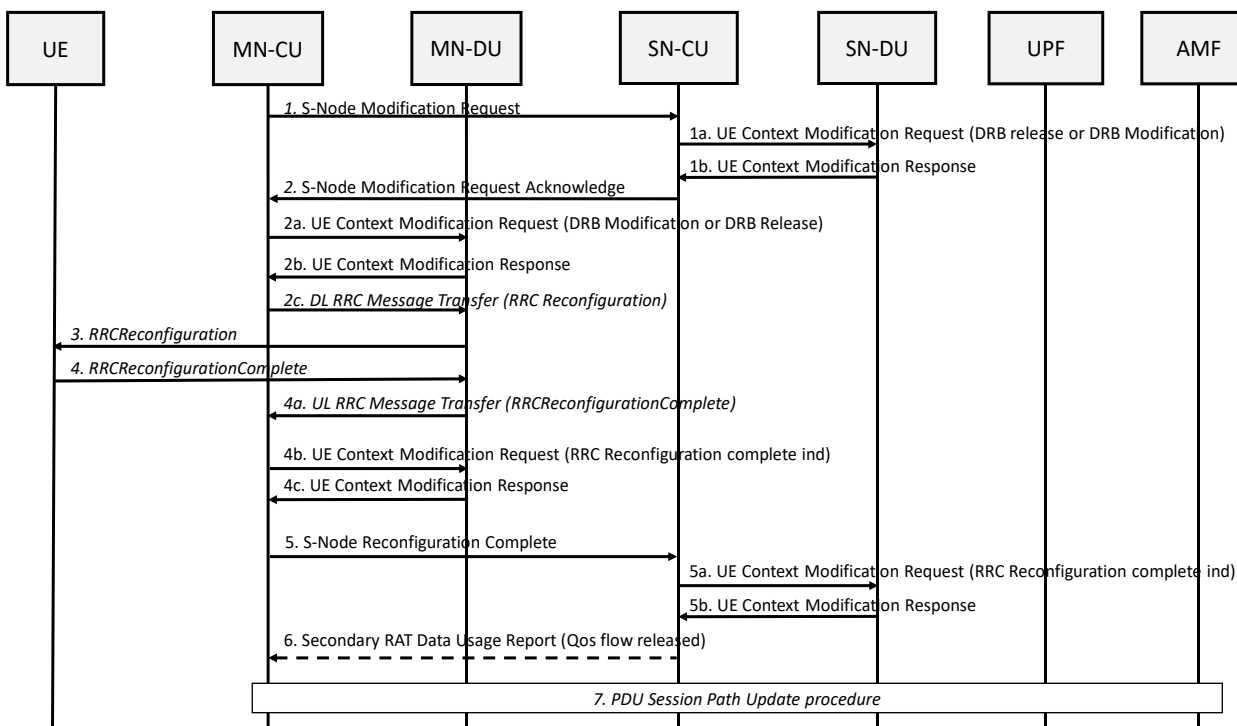 UE
MN-CU
MN-DU
SN-CU
SN-DU
UPF
AMF
1. S-Node Modification Request
1a. UE Context Modification Request (DRB release or DRB Modification)
1b. UE Context Modification Response
2. S-Node Modification Request Acknowledge
2a. UE Context Modification Request (DRB Modification or DRB Release)
2b. UE Context Modification Response
2c. DL RRC Message Transfer (RRC Reconfiguration)
3. RRCReconfiguration
4. RRCReconfigurationComplete
4a. UL RRC Message Transfer (RRCReconfigurationComplete)
4b. UE Context Modification Request (RRC Reconfiguration complete ind)
4c. UE Context Modification Response
5. S-Node Reconfiguration Complete
5a. UE Context Modification Request (RRC Reconfiguration complete ind)
5b. UE Context Modification Response
6. Secondary RAT Data Usage Report (Qos flow released)
7. PDU Session Path Update procedure